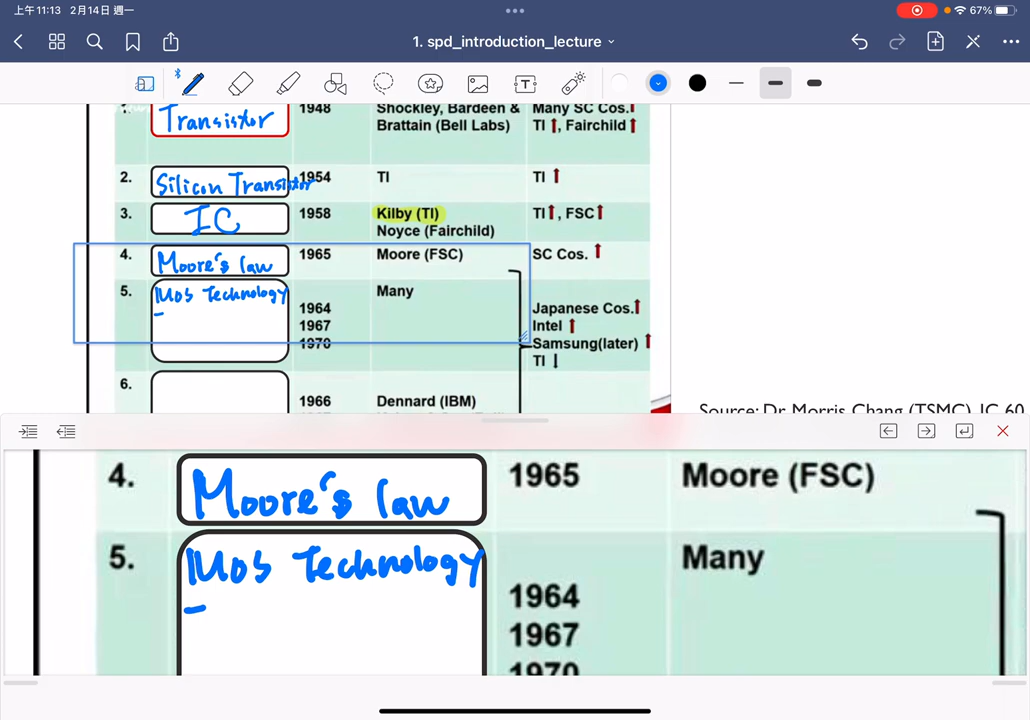 上午11:13 2月14日 週一
67%
1. spd_introduction_lecture
1. Transistor 1948 Shockley, Bardeen & Many SC Cos.
Brattain (Bell Labs) TI , Fairchild
2. Silicon Transistor 1954 TI TI
3. IC 1958 Kilby (TI) TI , FSC
Noyce (Fairchild)
4. Moore's law 1965 Moore (FSC) SC Cos.
5. Mos Technology Many
1964 Japanese Cos.
1967 Intel
1970 Samsung(later)
TI
6.
1966 Dennard (IBM)
Source: Dr. Morris Chang (TSMC), IC 60
4. Moore's law 1965 Moore (FSC)
5. Mos Technology Many
1964
1967
1970